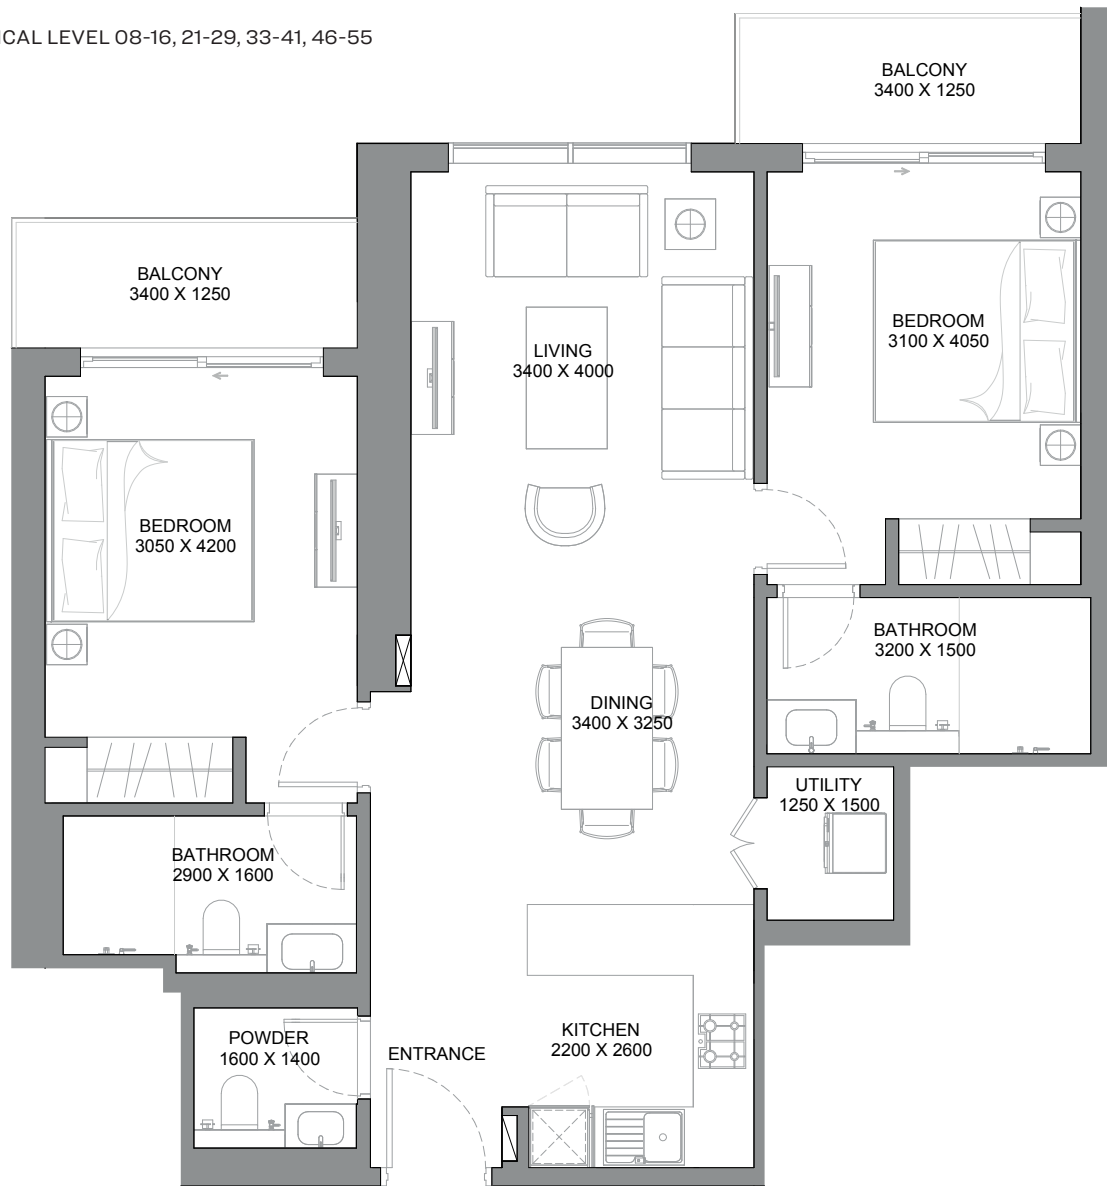 ICAL LEVEL 08-16, 21-29, 33-41, 46-55
BALCONY
3400 X 1250
BALCONY
3400 X 1250
LIVING
3400 X 4000
BEDROOM
3100 X 4050
BEDROOM
3050 X 4200
BATHROOM
3200 X 1500
DINING
3400 X 3250
UTILITY
1250 X 1500
BATHROOM
2900 X 1600
KITCHEN
2200 X 2600
POWDER
1600 X 1400
ENTRANCE